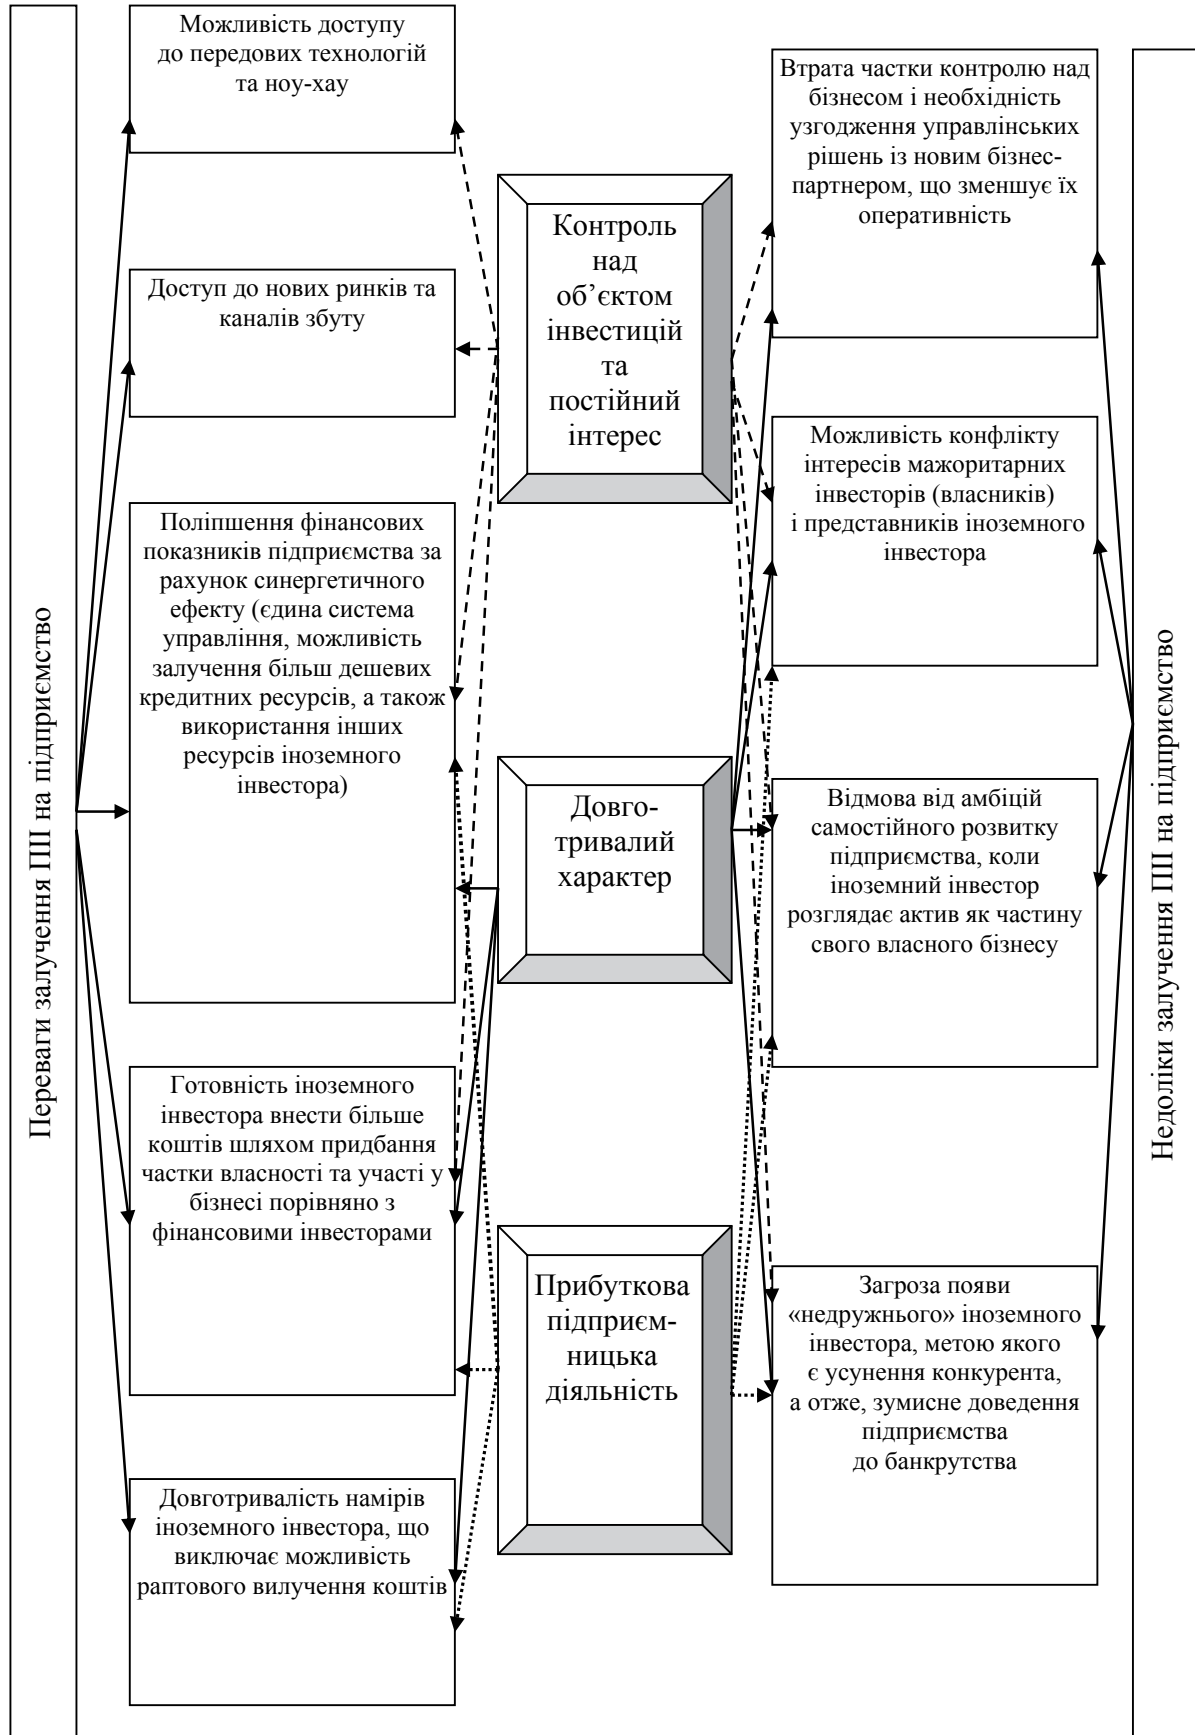 Переваги залучення ПІІ на підприємство
Можливість доступу
до передових технологій
та ноу-хау
Доступ до нових ринків та
каналів збуту
Поліпшення фінансових
показників підприємства за
рахунок синергетичного
ефекту (єдина система
управління, можливість
залучення більш дешевих
кредитних ресурсів, а також
використання інших
ресурсів іноземного
інвестора)
Готовність іноземного
інвестора внести більше
коштів шляхом придбання
частки власності та участі у
бізнесі порівняно з
фінансовими інвесторами
Довготривалість намірів
іноземного інвестора, що
виключає можливість
раптового вилучення коштів
Контроль
над
об’єктом
інвестицій
та
постійний
інтерес
Довго-
тривалий
характер
Прибуткова
підприєм-
ницька
діяльність
Втрата частки контролю над
бізнесом і необхідність
узгодження управлінських
рішень із новим бізнес-
партнером, що зменшує їх
оперативність
Можливість конфлікту
інтересів мажоритарних
інвесторів (власників)
і представників іноземного
інвестора
Відмова від амбіцій
самостійного розвитку
підприємства, коли
іноземний інвестор
розглядає актив як частину
свого власного бізнесу
Загроза появи
«недружнього» іноземного
інвестора, метою якого
є усунення конкурента,
а отже, зумисне доведення
підприємства
до банкрутства
Недоліки залучення ПІІ на підприємство